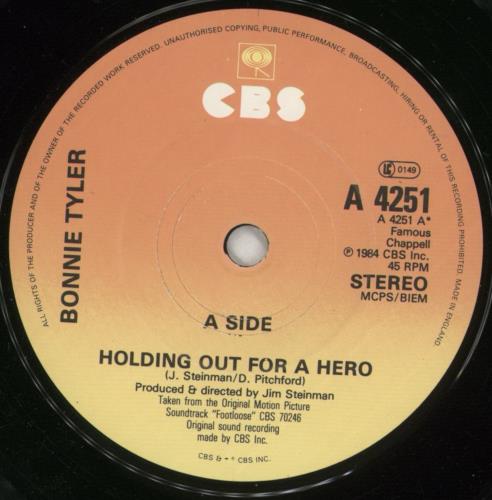 ALL RIGHTS OF THE PRODUCER AND OF THE OWNER OF THE RECORDED WORK RESERVED. UNAUTHORISED COPYING, PUBLIC PERFORMANCE, BROADCASTING, HIRING OR RENTAL OF THIS RECORDING PROHIBITED. MADE IN ENGLAND.
CBS
BONNIE TYLER
LC 0149
A 4251
A 4251 A*
Famous
Chappell
℗ 1984 CBS Inc.
45 RPM
STEREO
MCPS/BIEM
A SIDE
HOLDING OUT FOR A HERO
(J. Steinman/D. Pitchford)
Produced & directed by Jim Steinman
Taken from the Original Motion Picture
Soundtrack "Footloose" CBS 70246
Original sound recording
made by CBS Inc.
CBS & CBS INC.